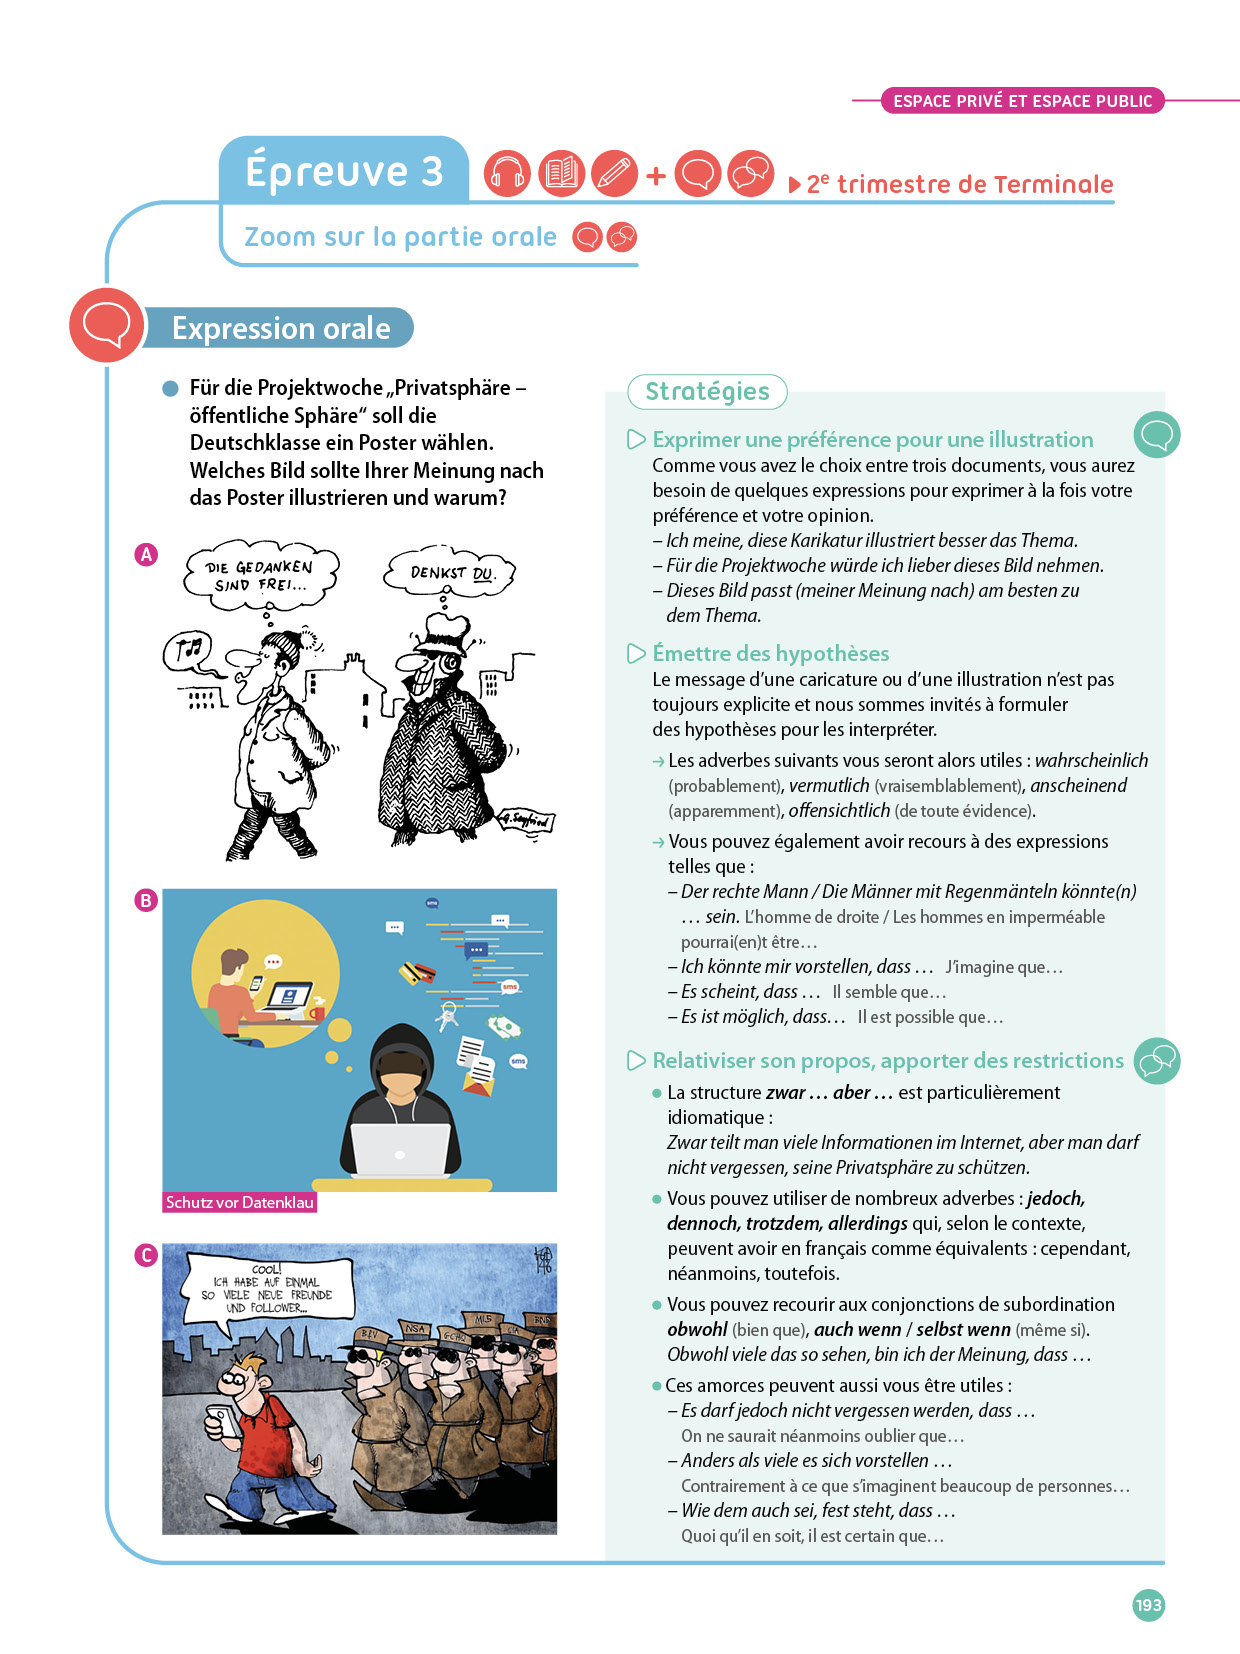 ESPACE PRIVÉ ET ESPACE PUBLIC
Épreuve 3
+
2e trimestre de Terminale
Zoom sur la partie orale
Expression orale
Für die Projektwoche „Privatsphäre –
öffentliche Sphäre“ soll die
Deutschklasse ein Poster wählen.
Welches Bild sollte Ihrer Meinung nach
das Poster illustrieren und warum?
A
DIE GEDANKEN
SIND FREI...
DENKST DU.
G. Seyfried
B
sms
sms
sms
Schutz vor Datenklau
C
COOL!
ICH HABE AUF EINMAL
SO VIELE NEUE FREUNDE
UND FOLLOWER...
BLV
NSA
GCHQ
MI5
CIA
BND
Stratégies
Exprimer une préférence pour une illustration
Comme vous avez le choix entre trois documents, vous aurez
besoin de quelques expressions pour exprimer à la fois votre
préférence et votre opinion.
– Ich meine, diese Karikatur illustriert besser das Thema.
– Für die Projektwoche würde ich lieber dieses Bild nehmen.
– Dieses Bild passt (meiner Meinung nach) am besten zu
dem Thema.
Émettre des hypothèses
Le message d’une caricature ou d’une illustration n’est pas
toujours explicite et nous sommes invités à formuler
des hypothèses pour les interpréter.
→ Les adverbes suivants vous seront alors utiles : wahrscheinlich
(probablement), vermutlich (vraisemblablement), anscheinend
(apparemment), offensichtlich (de toute évidence).
→ Vous pouvez également avoir recours à des expressions
telles que :
– Der rechte Mann / Die Männer mit Regenmänteln könnte(n)
… sein. L’homme de droite / Les hommes en imperméable
pourrai(en)t être…
– Ich könnte mir vorstellen, dass … J’imagine que…
– Es scheint, dass … Il semble que…
– Es ist möglich, dass… Il est possible que…
Relativiser son propos, apporter des restrictions
• La structure zwar … aber … est particulièrement
idiomatique :
Zwar teilt man viele Informationen im Internet, aber man darf
nicht vergessen, seine Privatsphäre zu schützen.
• Vous pouvez utiliser de nombreux adverbes : jedoch,
dennoch, trotzdem, allerdings qui, selon le contexte,
peuvent avoir en français comme équivalents : cependant,
néanmoins, toutefois.
• Vous pouvez recourir aux conjonctions de subordination
obwohl (bien que), auch wenn / selbst wenn (même si).
Obwohl viele das so sehen, bin ich der Meinung, dass …
• Ces amorces peuvent aussi vous être utiles :
– Es darf jedoch nicht vergessen werden, dass …
On ne saurait néanmoins oublier que…
– Anders als viele es sich vorstellen …
Contrairement à ce que s’imaginent beaucoup de personnes…
– Wie dem auch sei, fest steht, dass …
Quoi qu’il en soit, il est certain que…
193